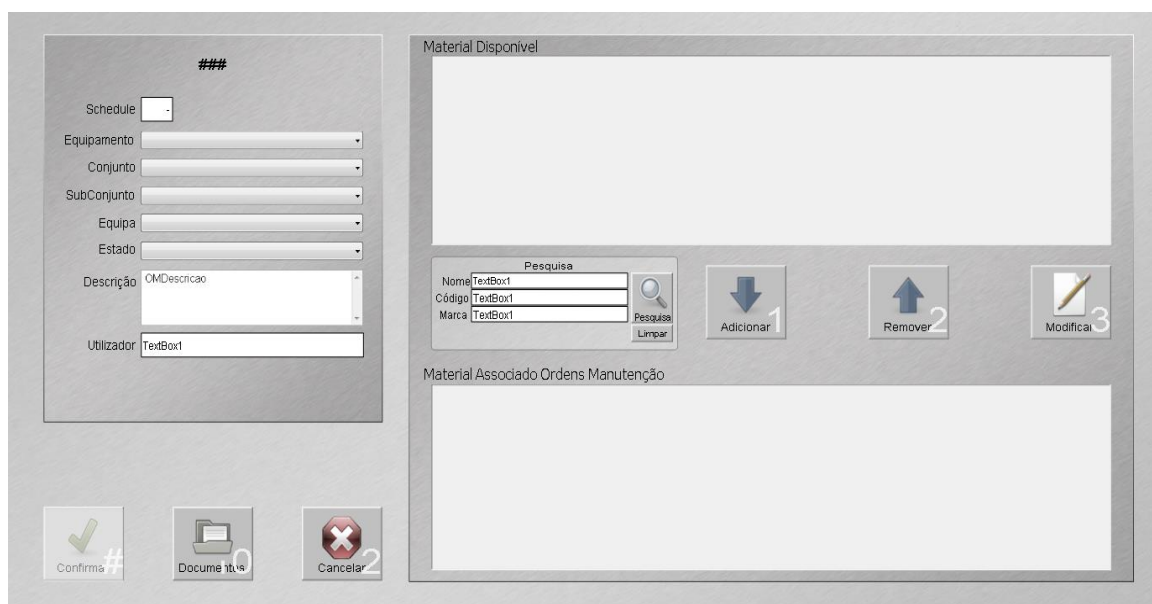 ###
Schedule -
Equipamento
Conjunto
SubConjunto
Equipa
Estado
Descrição OMDescricao
Utilizador TextBox1
Confirma #
Documentos 0
Cancelar 2
Material Disponível
Pesquisa
Nome TextBox1
Código TextBox1
Marca TextBox1
Pesquisa
Limpar
Adicionar 1
Remover 2
Modificar 3
Material Associado Ordens Manutenção